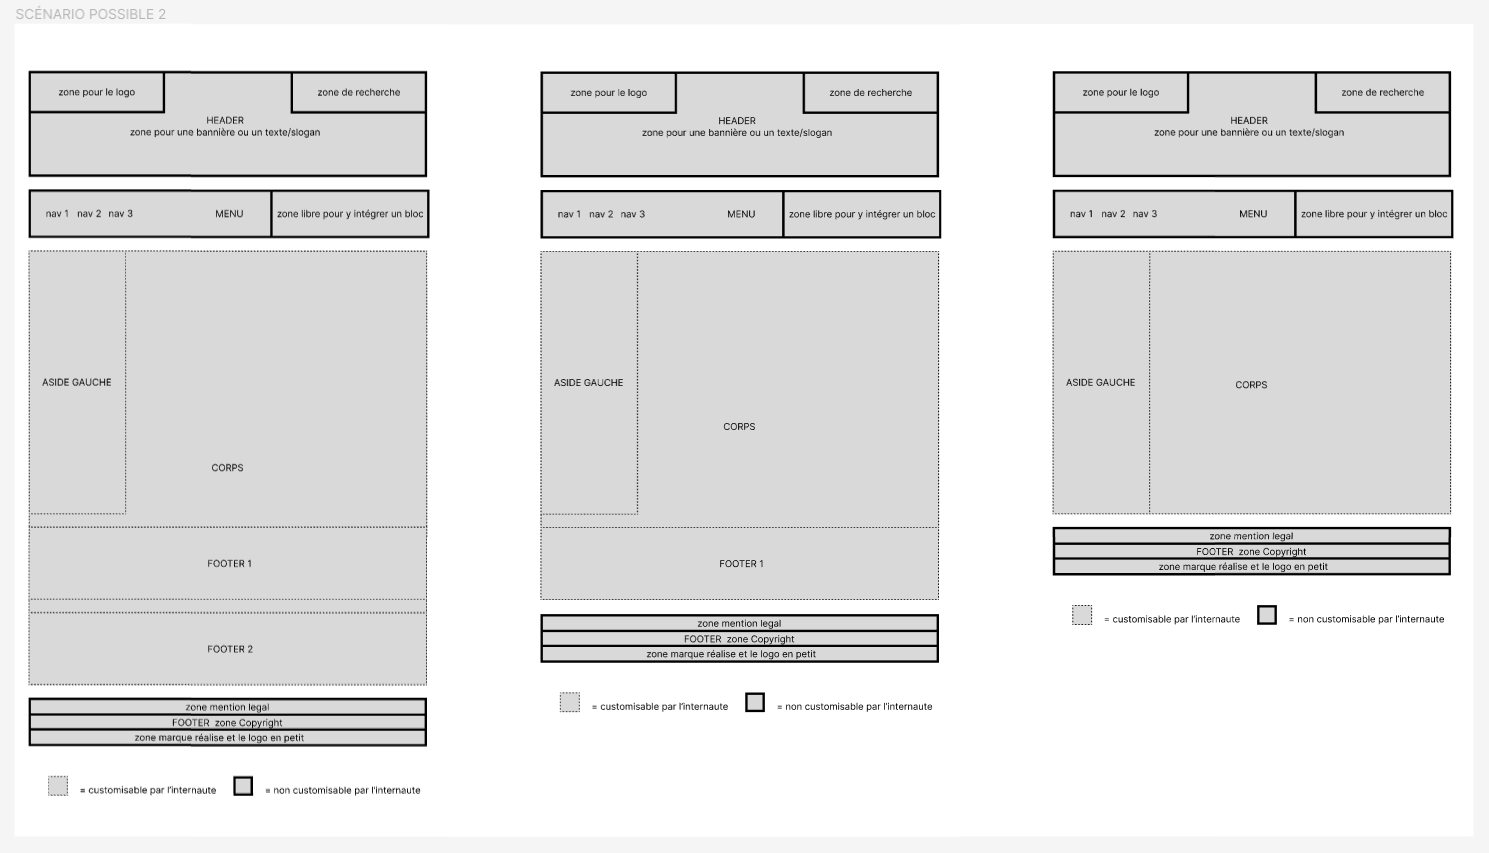 SCÉNARIO POSSIBLE 2
zone pour le logo
zone de recherche
HEADER
zone pour une bannière ou un texte/slogan
nav 1 nav 2 nav 3
MENU
zone libre pour y intégrer un bloc
ASIDE GAUCHE
CORPS
FOOTER 1
FOOTER 2
zone mention legal
FOOTER zone Copyright
zone marque réalise et le logo en petit
= customisable par l'internaute
= non customisable par l'internaute
zone pour le logo
zone de recherche
HEADER
zone pour une bannière ou un texte/slogan
nav 1 nav 2 nav 3
MENU
zone libre pour y intégrer un bloc
ASIDE GAUCHE
CORPS
FOOTER 1
zone mention legal
FOOTER zone Copyright
zone marque réalise et le logo en petit
= customisable par l'internaute
= non customisable par l'internaute
zone pour le logo
zone de recherche
HEADER
zone pour une bannière ou un texte/slogan
nav 1 nav 2 nav 3
MENU
zone libre pour y intégrer un bloc
ASIDE GAUCHE
CORPS
zone mention legal
FOOTER zone Copyright
zone marque réalise et le logo en petit
= customisable par l'internaute
= non customisable par l'internaute